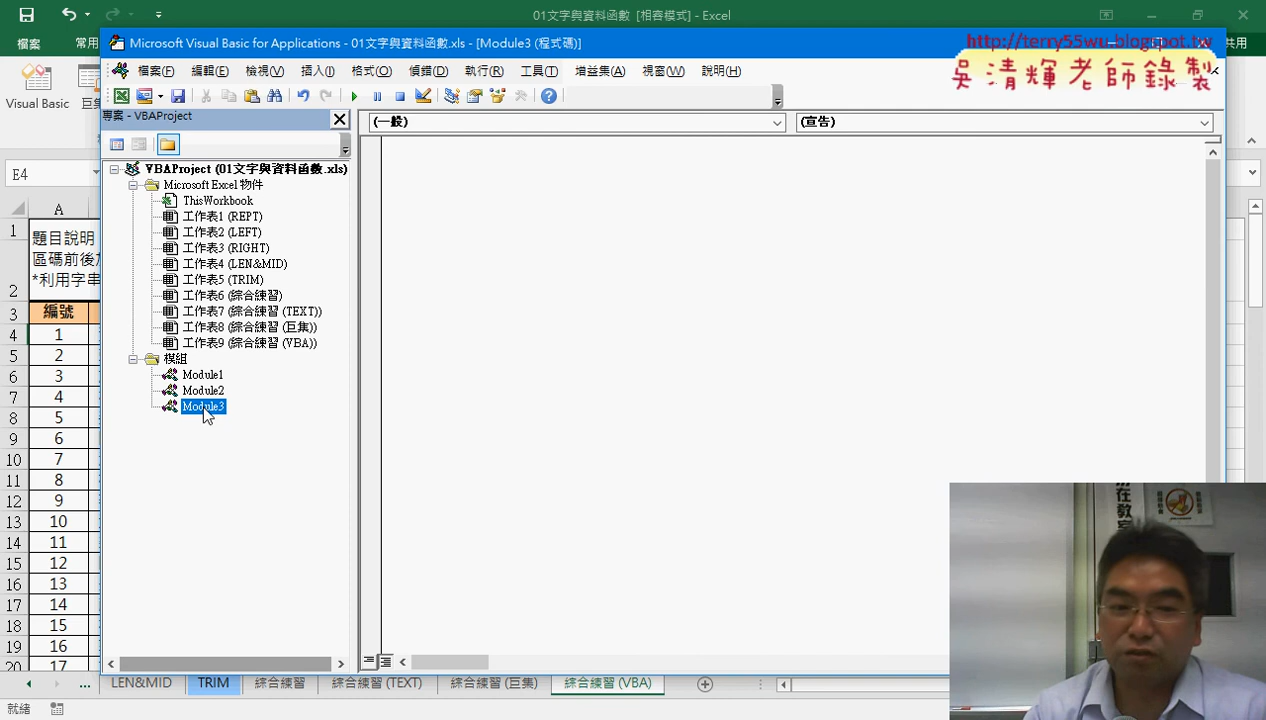 01文字與資料函數 [相容模式] - Excel
檔案
常用
共用
Microsoft Visual Basic for Applications - 01文字與資料函數.xls - [Module3 (程式碼)]
http://terry55wu.blogspot.tw
吳清輝老師錄製
檔案(F) 編輯(E) 檢視(V) 插入(I) 格式(O) 偵錯(D) 執行(R) 工具(T) 增益集(A) 視窗(W) 說明(H)
Visual Basic
專案 - VBAProject
(一般)
(宣告)
VBAProject (01文字與資料函數.xls)
Microsoft Excel 物件
ThisWorkbook
工作表1 (REPT)
工作表2 (LEFT)
工作表3 (RIGHT)
工作表4 (LEN&MID)
工作表5 (TRIM)
工作表6 (綜合練習)
工作表7 (綜合練習 (TEXT))
工作表8 (綜合練習 (巨集))
工作表9 (綜合練習 (VBA))
模組
Module1
Module2
Module3
E4
A
1
題目說明
區碼前後
2
*利用字串
3 編號
4 1
5 2
6 3
7 4
8 5
9 6
10 7
11 8
12 9
13 10
14 11
15 12
16 13
17 14
18 15
19 16
20 17
... LEN&MID TRIM 綜合練習 綜合練習 (TEXT) 綜合練習 (巨集) 綜合練習 (VBA)
就緒